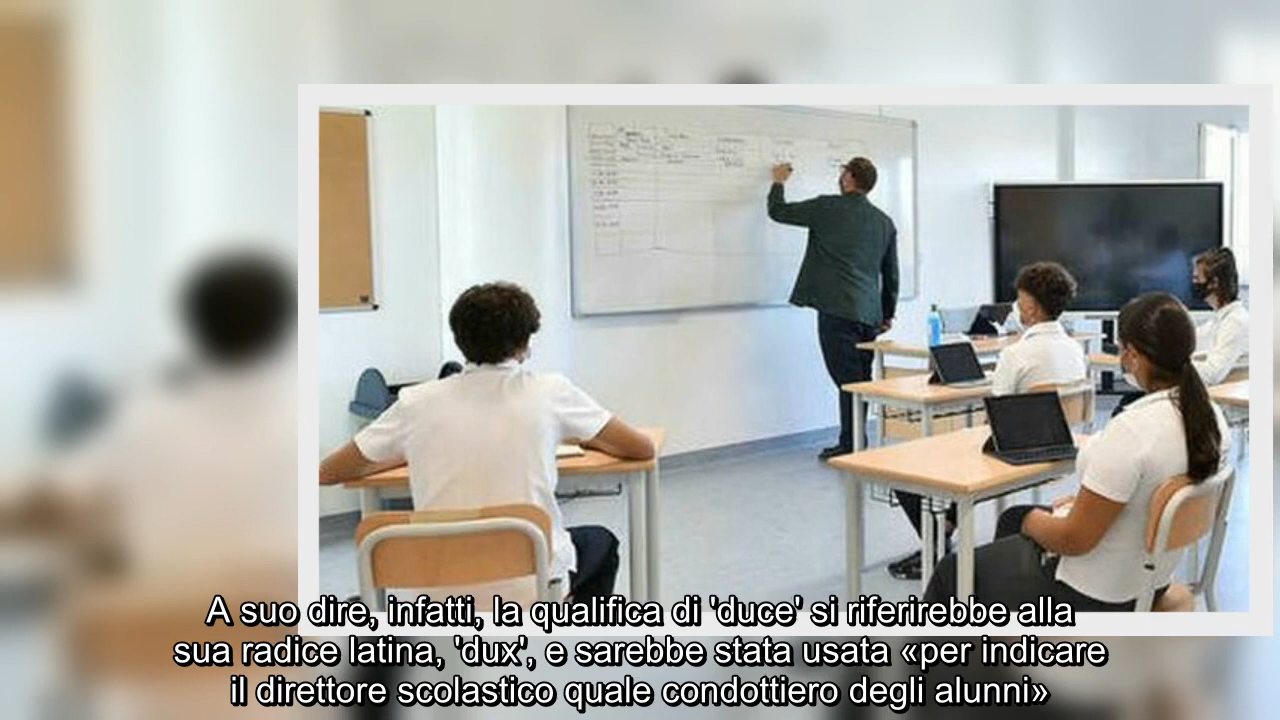 A suo dire, infatti, la qualifica di 'duce' si riferirebbe alla
sua radice latina, 'dux', e sarebbe stata usata «per indicare
il direttore scolastico quale condottiero degli alunni»